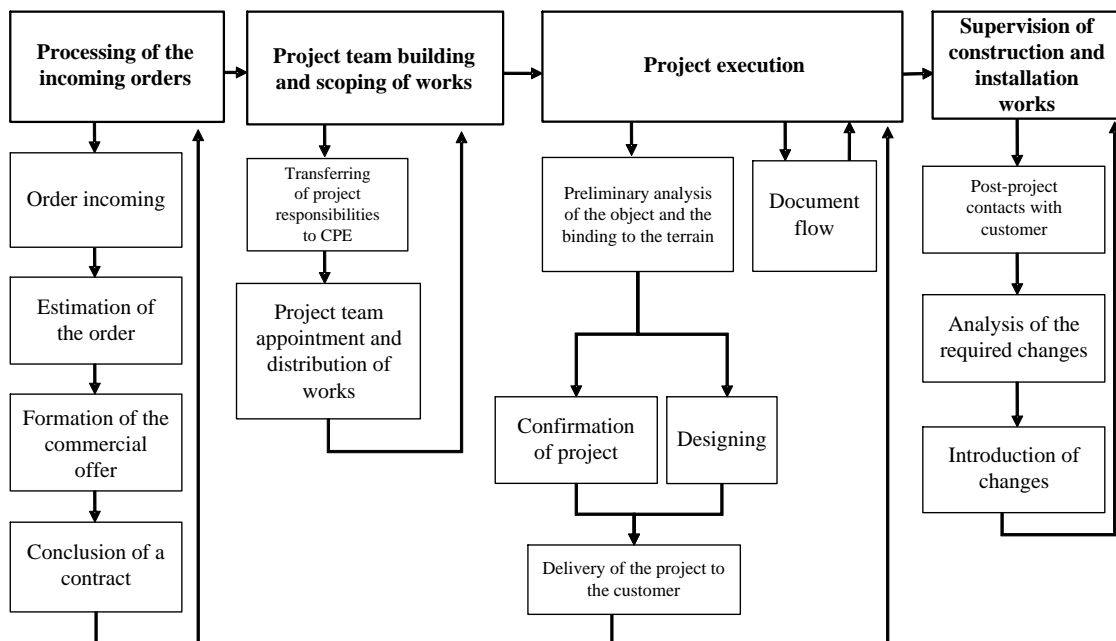 Processing of the
incoming orders
Project team building
and scoping of works
Project execution
Supervision of
construction and
installation
works
Order incoming
Estimation of
the order
Formation of the
commercial
offer
Conclusion of a
contract
Transferring
of project
responsibilities
to CPE
Project team
appointment and
distribution of
works
Preliminary analysis
of the object and the
binding to the terrain
Document
flow
Confirmation
of project
Designing
Delivery of the project to
the customer
Post-project
contacts with
customer
Analysis of the
required changes
Introduction of
changes